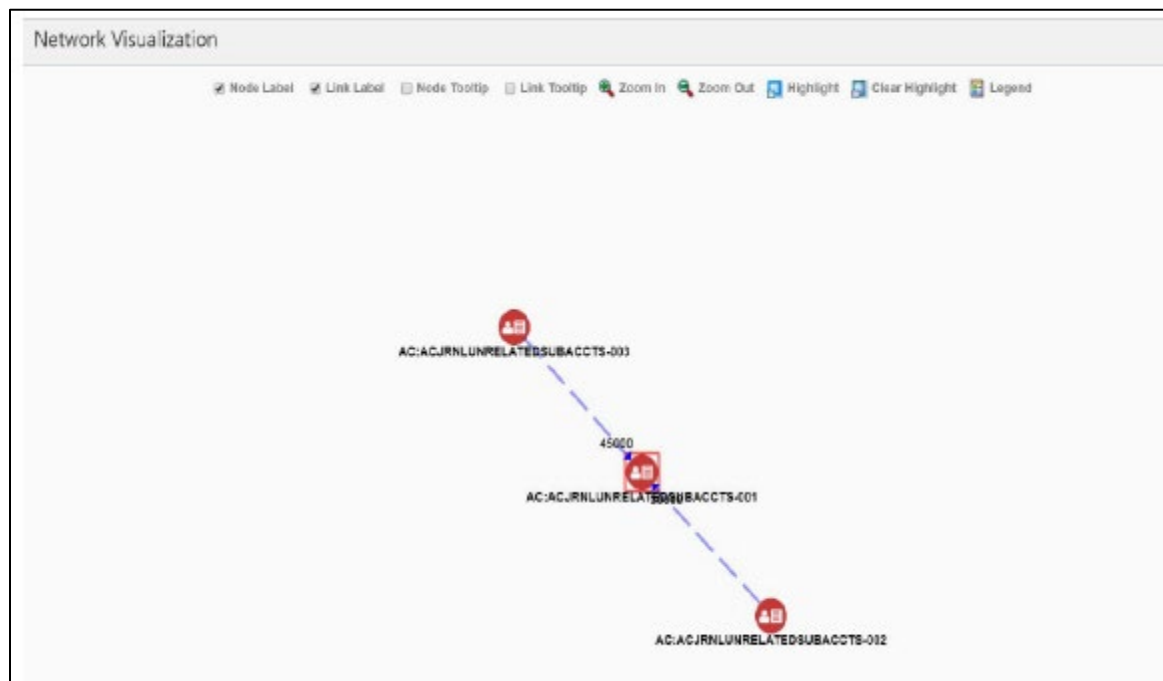 Network Visualization
Node Label Link Label Node Tooltip Link Tooltip Zoom In Zoom Out Highlight Clear Highlight Legend
AC:ACJRNLUNRELATEDSUBACCTS-003
45000
AC:ACJRNLUNRELATEDSUBACCTS-001
AC:ACJRNLUNRELATEDSUBACCTS-002